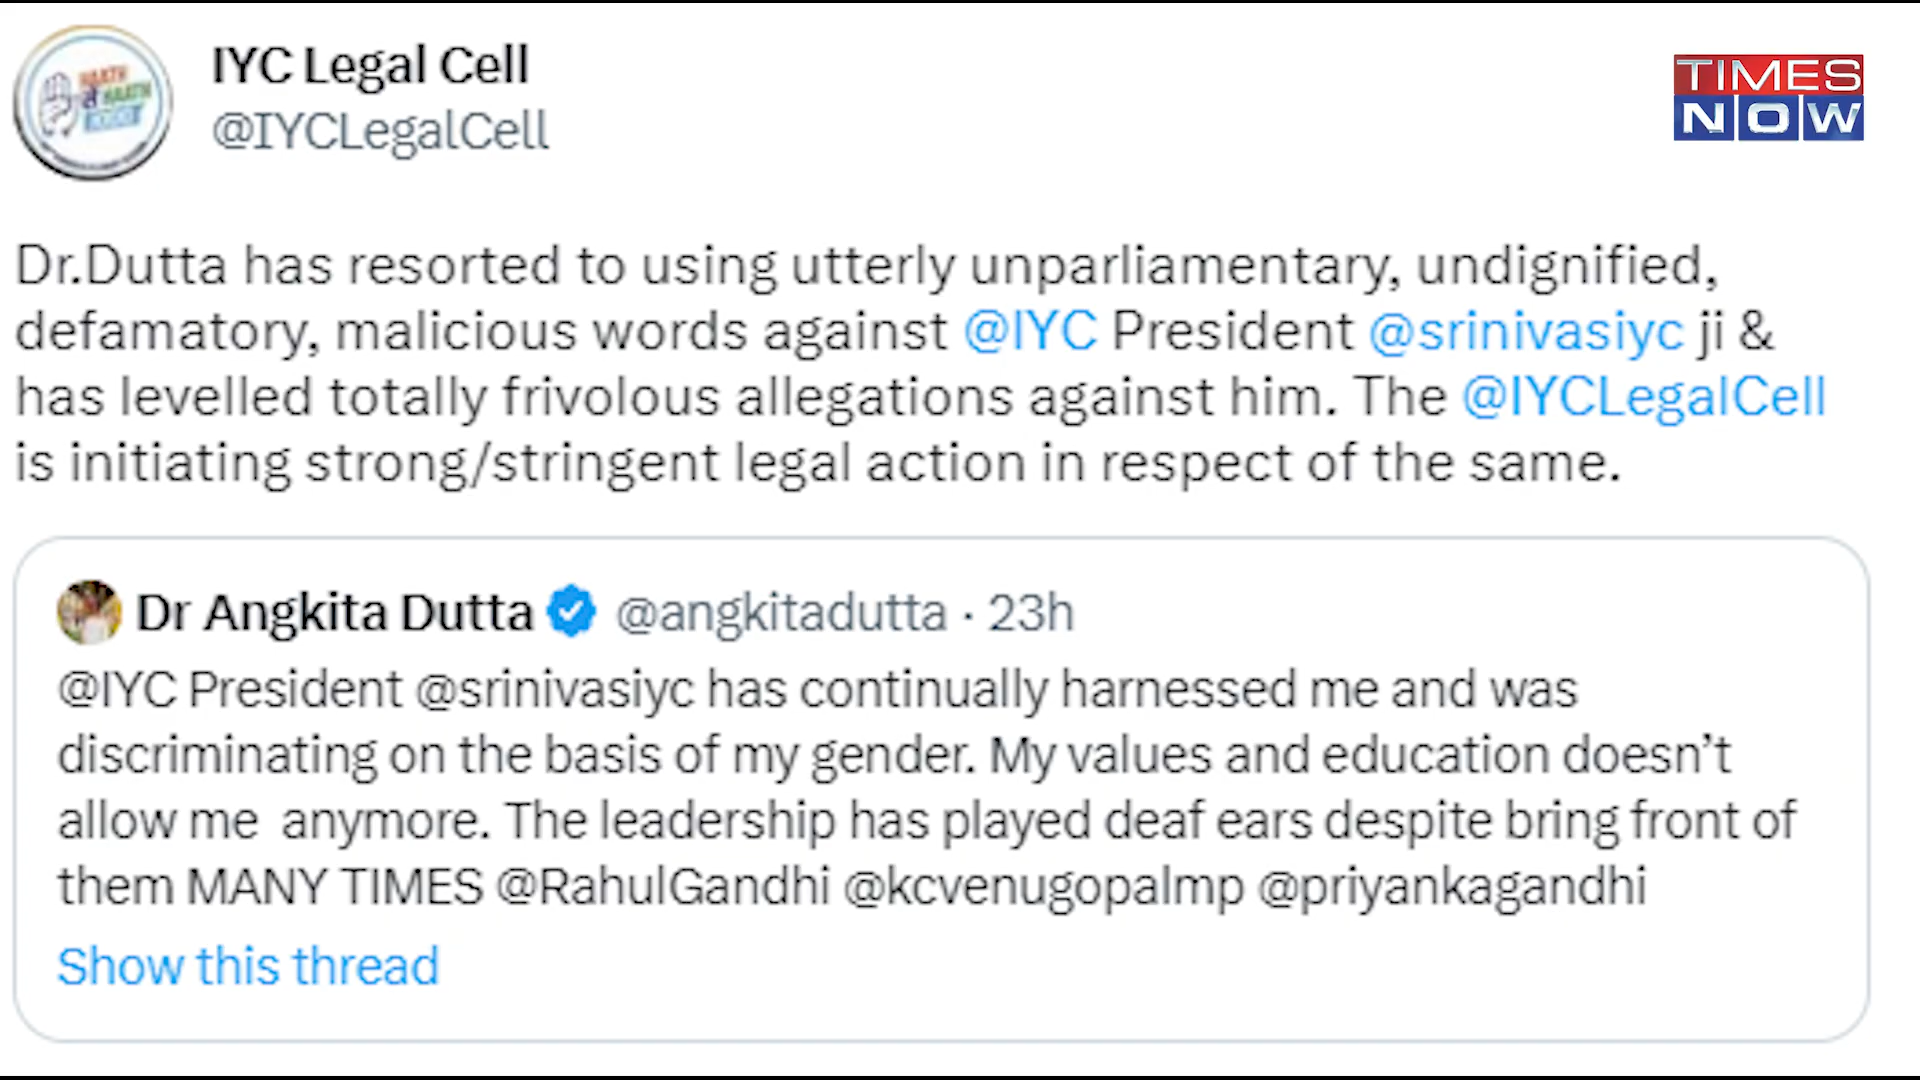 IYC Legal Cell
@IYCLegalCell
TIMES
NOW
HAATH
से HAATH
Dr.Dutta has resorted to using utterly unparliamentary, undignified,
defamatory, malicious words against @IYC President @srinivasiyc ji &
has levelled totally frivolous allegations against him. The @IYCLegalCell
is initiating strong/stringent legal action in respect of the same.
Dr Angkita Dutta @angkitadutta · 23h
@IYC President @srinivasiyc has continually harnessed me and was
discriminating on the basis of my gender. My values and education doesn’t
allow me  anymore. The leadership has played deaf ears despite bring front of
them MANY TIMES @RahulGandhi @kcvenugopalmp @priyankagandhi
Show this thread